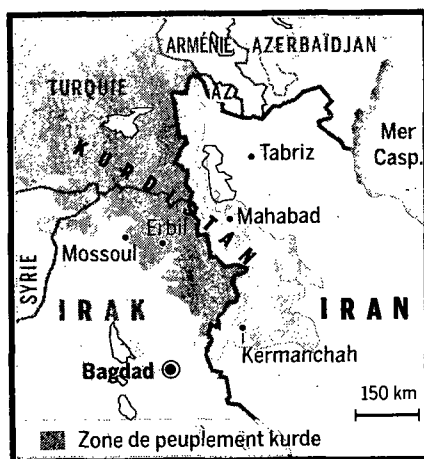 ARMÉNIE AZERBAÏDJAN
TURQUIE
AZ.
Mer
Casp.
Tabriz
KURDISTAN
Mahabad
Erbil
Mossoul
SYRIE
IRAK
IRAN
Kermanchah
Bagdad
150 km
Zone de peuplement kurde